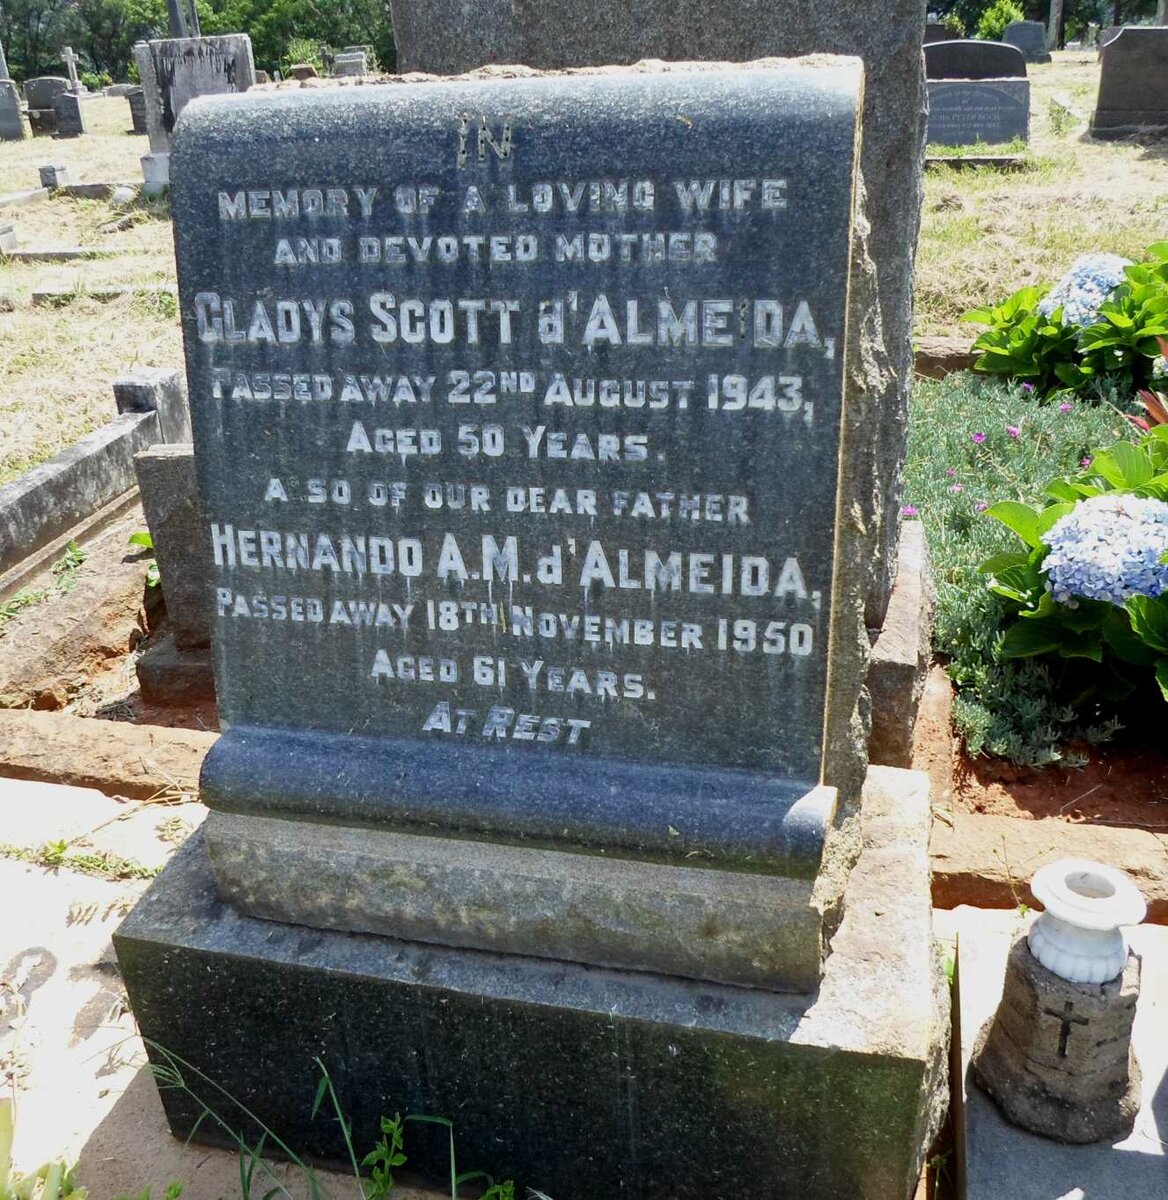 IN
MEMORY OF A LOVING WIFE
AND DEVOTED MOTHER
GLADYS SCOTT d'ALMEIDA,
PASSED AWAY 22ND AUGUST 1943,
AGED 50 YEARS.
A SO OF OUR DEAR FATHER
HERNANDO A.M. d'ALMEIDA,
PASSED AWAY 18TH NOVEMBER 1950
AGED 61 YEARS.
AT REST